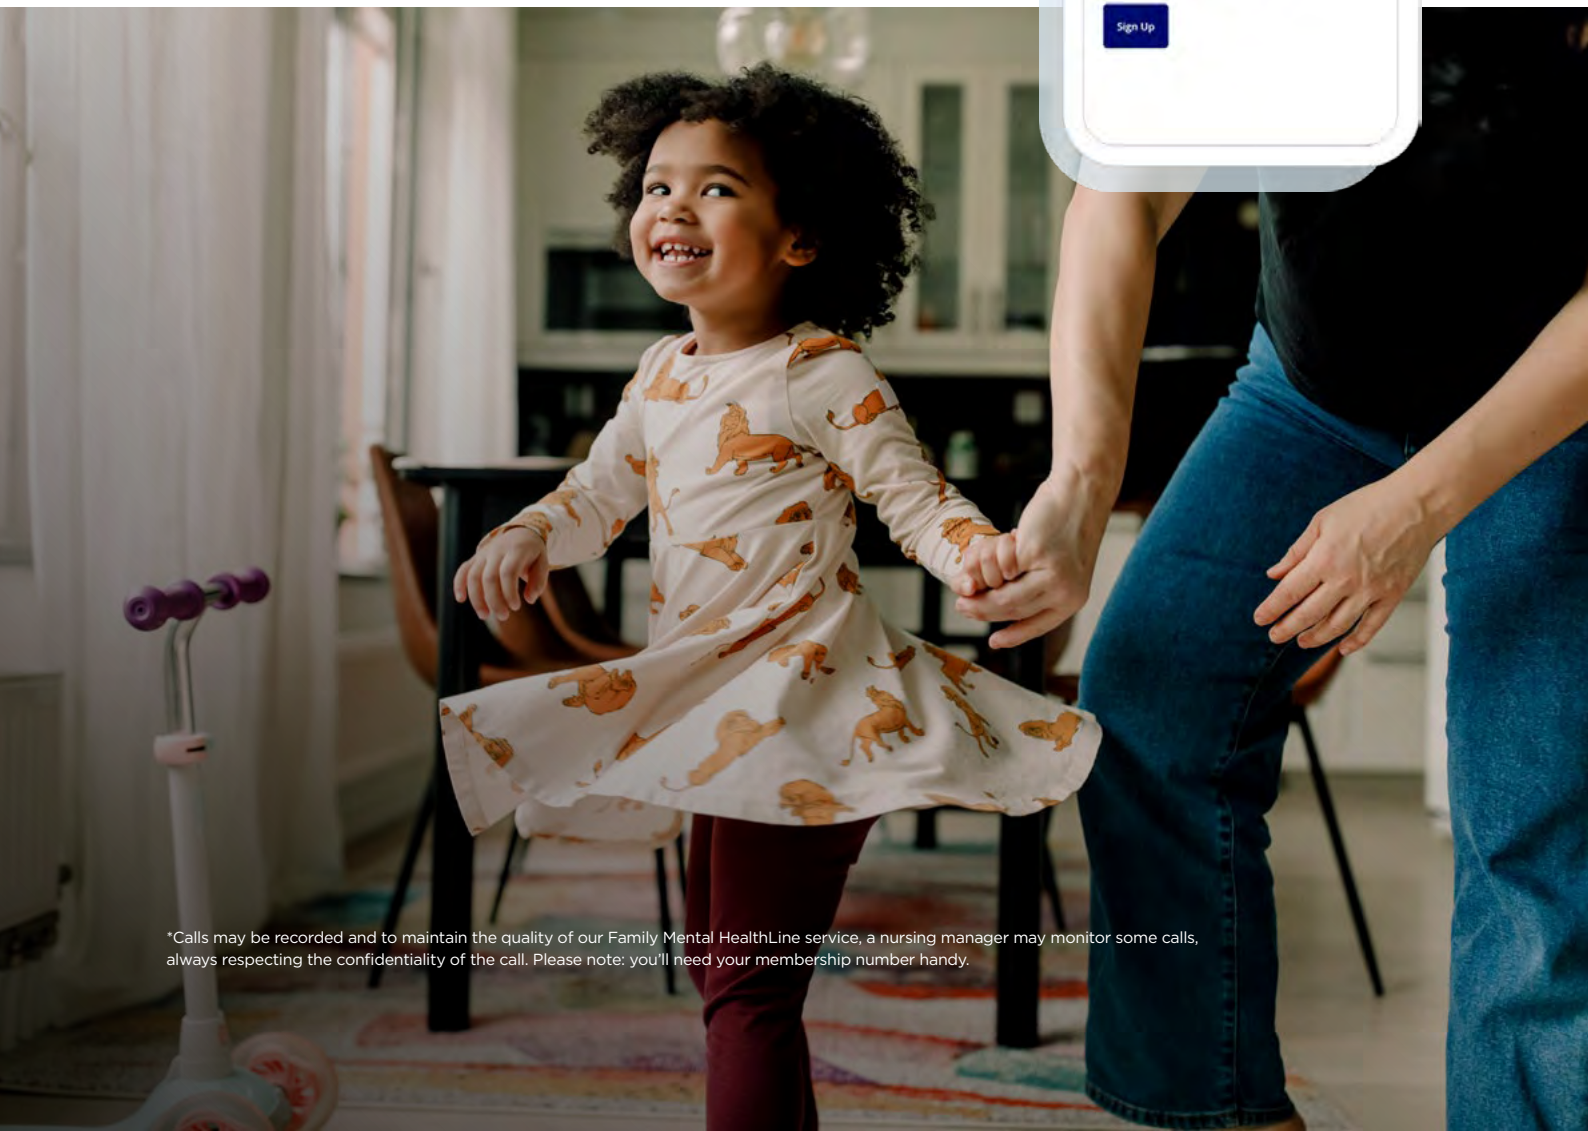 Sign Up
*Calls may be recorded and to maintain the quality of our Family Mental HealthLine service, a nursing manager may monitor some calls,
always respecting the confidentiality of the call. Please note: you'll need your membership number handy.